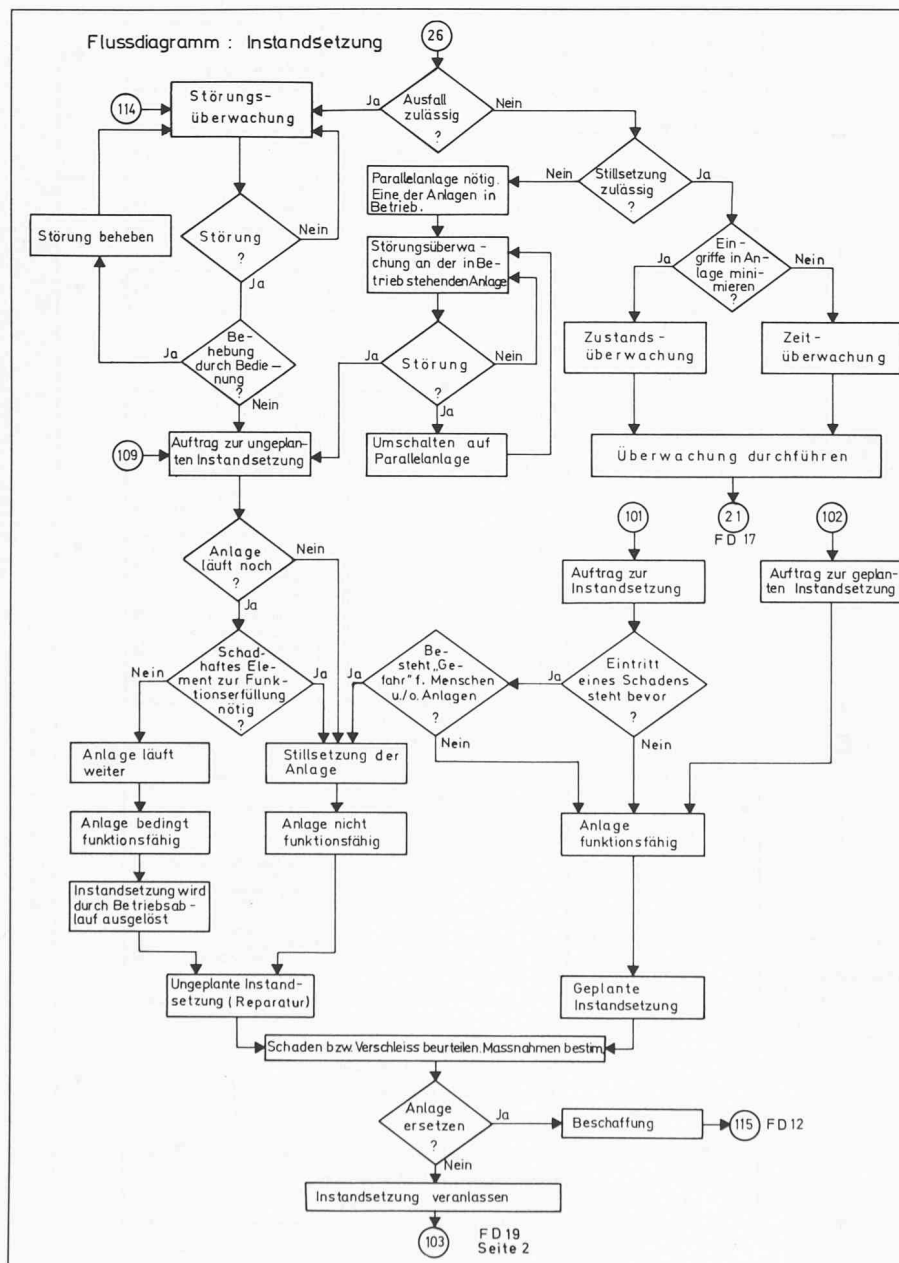 Flussdiagramm : Instandsetzung
26
114
Störungs-
überwachung
Ja
Ausfall
zulässig
?
Nein
Parallelanlage nötig.
Eine der Anlagen in
Betrieb.
Nein
Stillsetzung
zulässig
?
Ja
Störung beheben
Störung
?
Nein
Ja
Störungsüberwa-
chung an der in Be-
trieb stehenden Anlage
Ja
Ein-
griffe in An-
lage mini-
mieren
?
Nein
Ja
Be-
hebung
durch Bedie-
nung
?
Nein
Ja
Störung
?
Nein
Ja
Zustands-
überwachung
Zeit-
überwachung
109
Auftrag zur ungeplan-
ten Instandsetzung
Umschalten auf
Parallelanlage
Überwachung durchführen
21
FD 17
101
102
Anlage
läuft noch
?
Nein
Ja
Auftrag zur
Instandsetzung
Auftrag zur geplan-
ten Instandsetzung
Nein
Schad-
haftes Ele-
ment zur Funk-
tionserfüllung
nötig
?
Ja
Ja
Be-
steht „Ge-
fahr" f. Menschen
u./o. Anlagen
?
Nein
Ja
Eintritt
eines Schadens
steht bevor
?
Nein
Anlage läuft
weiter
Stillsetzung der
Anlage
Anlage bedingt
funktionsfähig
Anlage nicht
funktionsfähig
Anlage
funktionsfähig
Instandsetzung wird
durch Betriebsab-
lauf ausgelöst
Ungeplante Instand-
setzung (Reparatur)
Geplante
Instandsetzung
Schaden bzw. Verschleiss beurteilen. Massnahmen bestim.
Anlage
ersetzen
?
Ja
Nein
Beschaffung
115
FD 12
Instandsetzung veranlassen
103
FD 19
Seite 2